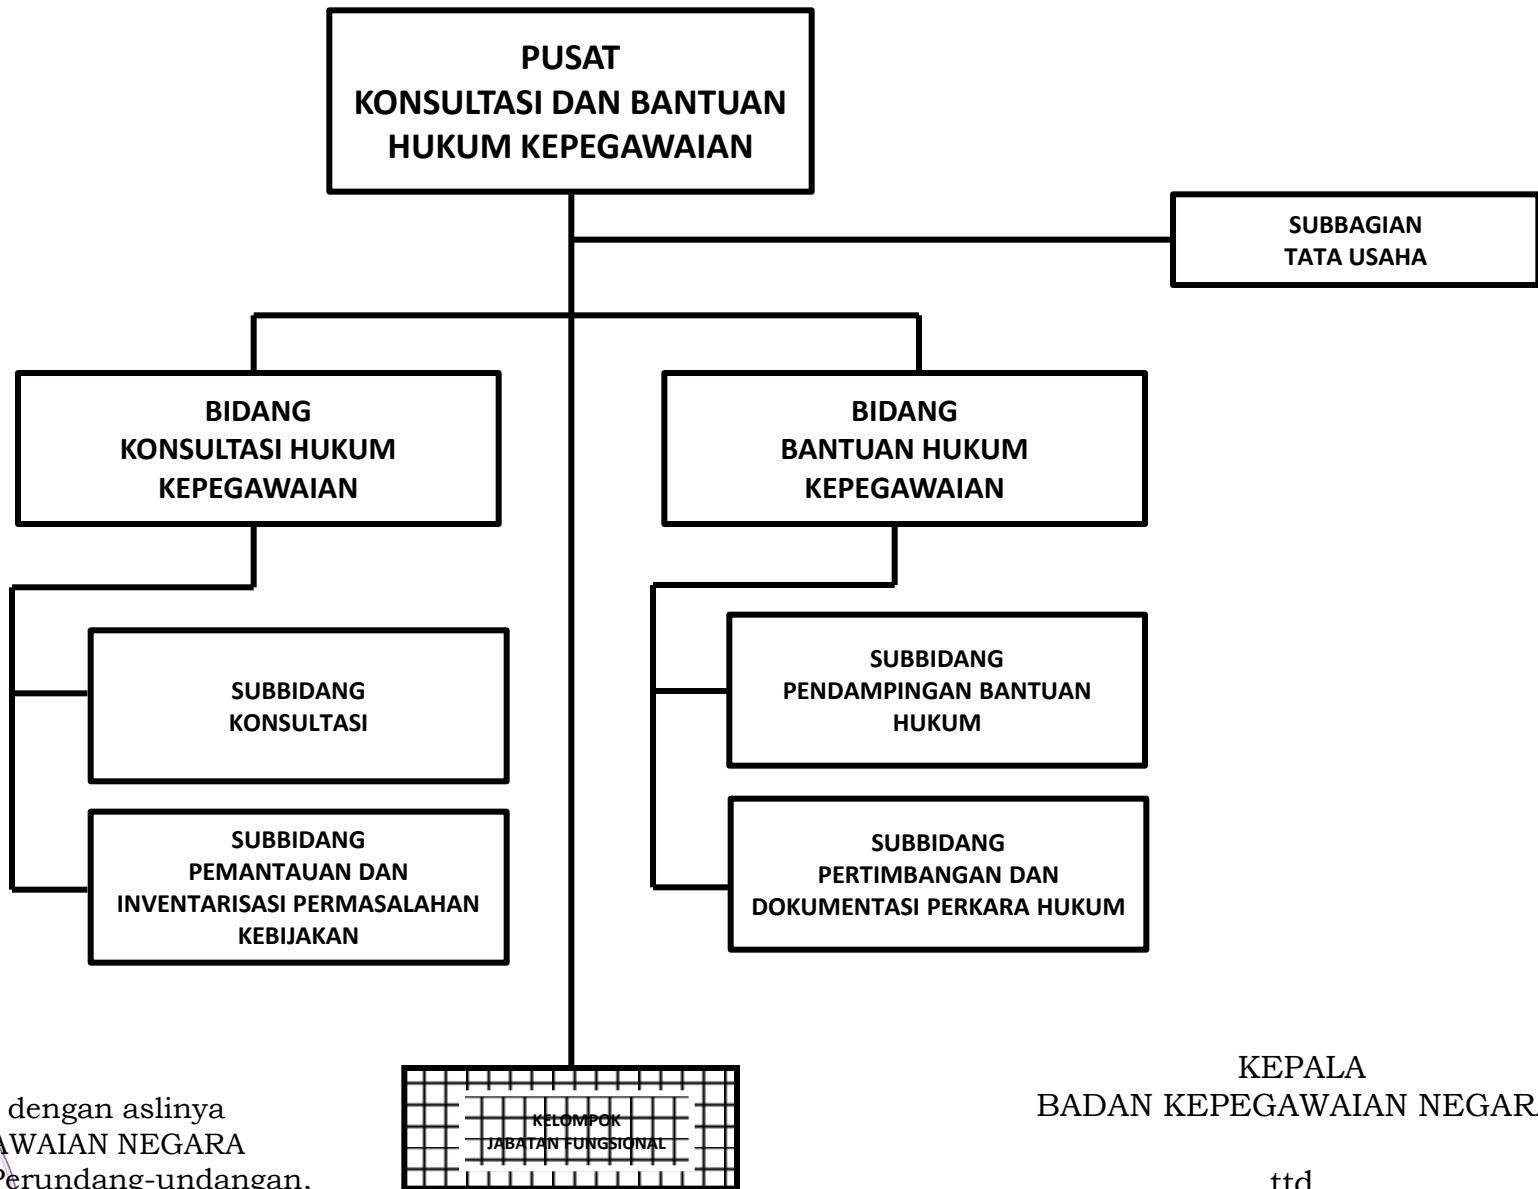 PUSAT
KONSULTASI DAN BANTUAN
HUKUM KEPEGAWAIAN
SUBBAGIAN
TATA USAHA
BIDANG
KONSULTASI HUKUM
KEPEGAWAIAN
BIDANG
BANTUAN HUKUM
KEPEGAWAIAN
SUBBIDANG
KONSULTASI
SUBBIDANG
PENDAMPINGAN BANTUAN
HUKUM
SUBBIDANG
PEMANTAUAN DAN
INVENTARISASI PERMASALAHAN
KEBIJAKAN
SUBBIDANG
PERTIMBANGAN DAN
DOKUMENTASI PERKARA HUKUM
KELOMPOK
JABATAN FUNGSIONAL
dengan aslinya
AWAIAN NEGARA
Perundang-undangan,
KEPALA
BADAN KEPEGAWAIAN NEGARA
ttd